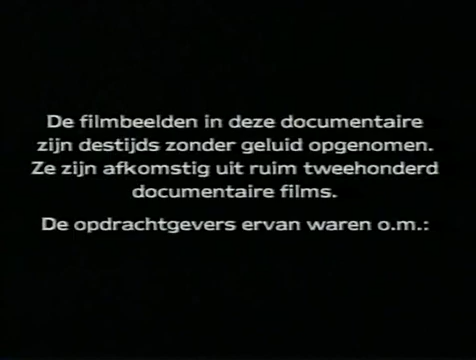 De filmbeelden in deze documentaire
zijn destijds zonder geluid opgenomen.
Ze zijn afkomstig uit ruim tweehonderd
documentaire films.
De opdrachtgevers ervan waren o.m.: